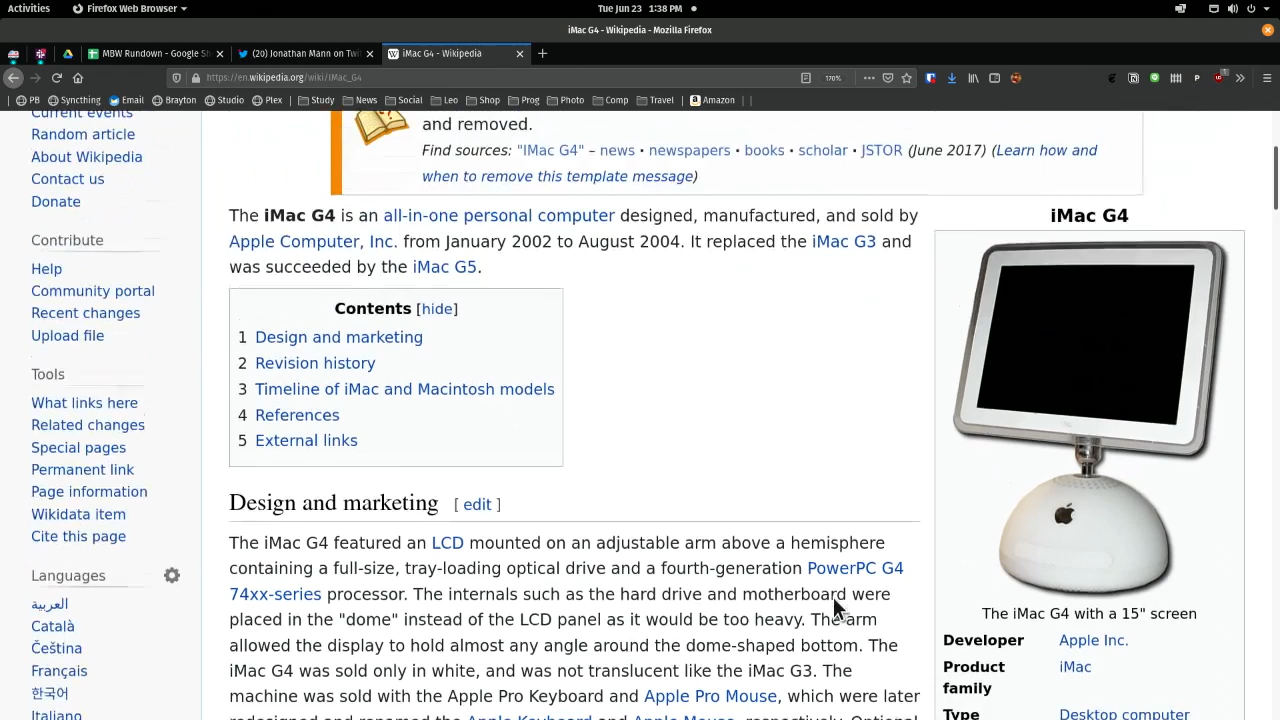 Activities
Firefox Web Browser
Tue Jun 23 1:38 PM
iMac G4 - Wikipedia - Mozilla Firefox
MBW Rundown - Google Sh
(20) Jonathan Mann on Twi
iMac G4 - Wikipedia
https://en.wikipedia.org/wiki/IMac_G4
170%
PB
Syncthing
Email
Brayton
Studio
Plex
Study
News
Social
Leo
Shop
Prog
Photo
Comp
Travel
Amazon
Current events
Random article
About Wikipedia
Contact us
Donate
Contribute
Help
Community portal
Recent changes
Upload file
Tools
What links here
Related changes
Special pages
Permanent link
Page information
Wikidata item
Cite this page
Languages
العربية
Català
Čeština
Français
한국어
Italiano
and removed.
Find sources: "IMac G4" – news · newspapers · books · scholar · JSTOR (June 2017) (Learn how and
when to remove this template message)
The iMac G4 is an all-in-one personal computer designed, manufactured, and sold by
Apple Computer, Inc. from January 2002 to August 2004. It replaced the iMac G3 and
was succeeded by the iMac G5.
Contents [hide]
1 Design and marketing
2 Revision history
3 Timeline of iMac and Macintosh models
4 References
5 External links
Design and marketing [ edit ]
The iMac G4 featured an LCD mounted on an adjustable arm above a hemisphere
containing a full-size, tray-loading optical drive and a fourth-generation PowerPC G4
74xx-series processor. The internals such as the hard drive and motherboard were
placed in the "dome" instead of the LCD panel as it would be too heavy. The arm
allowed the display to hold almost any angle around the dome-shaped bottom. The
iMac G4 was sold only in white, and was not translucent like the iMac G3. The
machine was sold with the Apple Pro Keyboard and Apple Pro Mouse, which were later
redesigned and renamed the Apple Keyboard and Apple Mouse, respectively. Optional
iMac G4
The iMac G4 with a 15" screen
Developer Apple Inc.
Product family iMac
Type Desktop computer